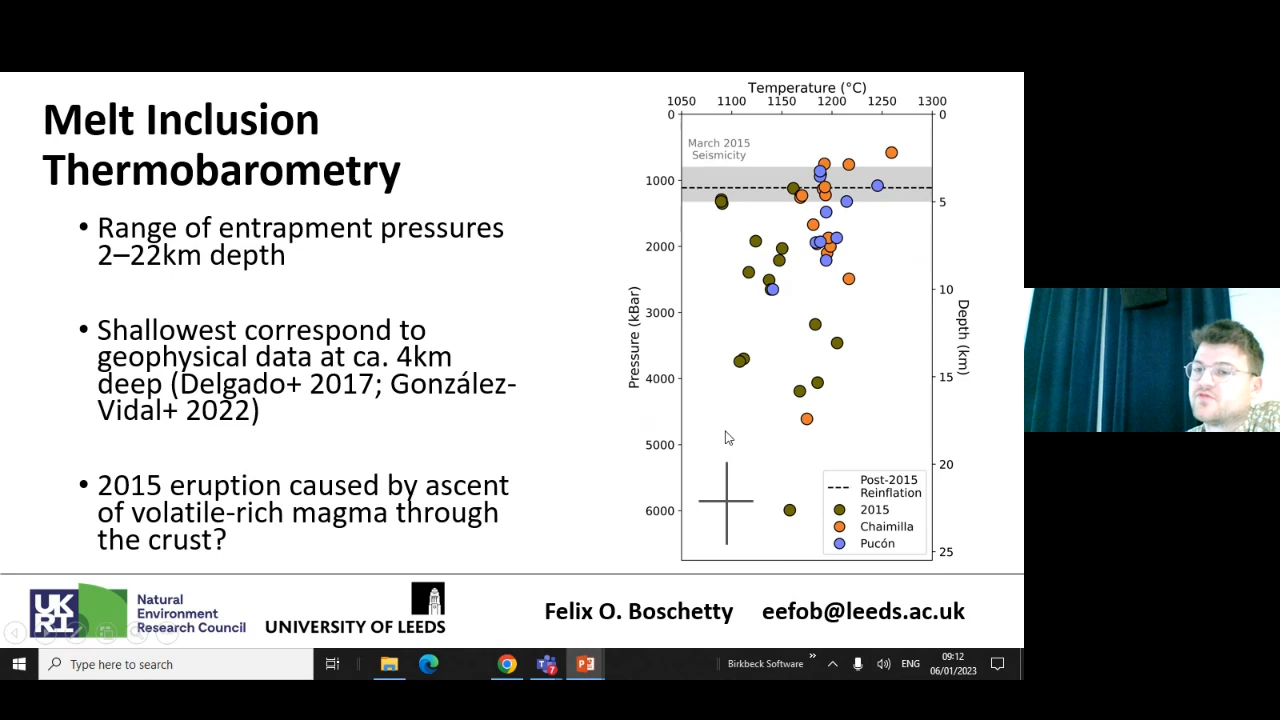 Melt Inclusion
Thermobarometry
• Range of entrapment pressures
2–22km depth
• Shallowest correspond to
geophysical data at ca. 4km
deep (Delgado+ 2017; González-
Vidal+ 2022)
• 2015 eruption caused by ascent
of volatile-rich magma through
the crust?
Temperature (°C)
1050 1100 1150 1200 1250 1300
0
1000
2000
3000
4000
5000
6000
Pressure (kBar)
March 2015
Seismicity
0
5
10
15
20
25
Depth (km)
Post-2015
Reinflation
2015
Chaimilla
Pucón
UK
RI
Natural
Environment
Research Council
UNIVERSITY OF LEEDS
Felix O. Boschetty eefob@leeds.ac.uk
Type here to search
7
Birkbeck Software
ENG
09:12
06/01/2023